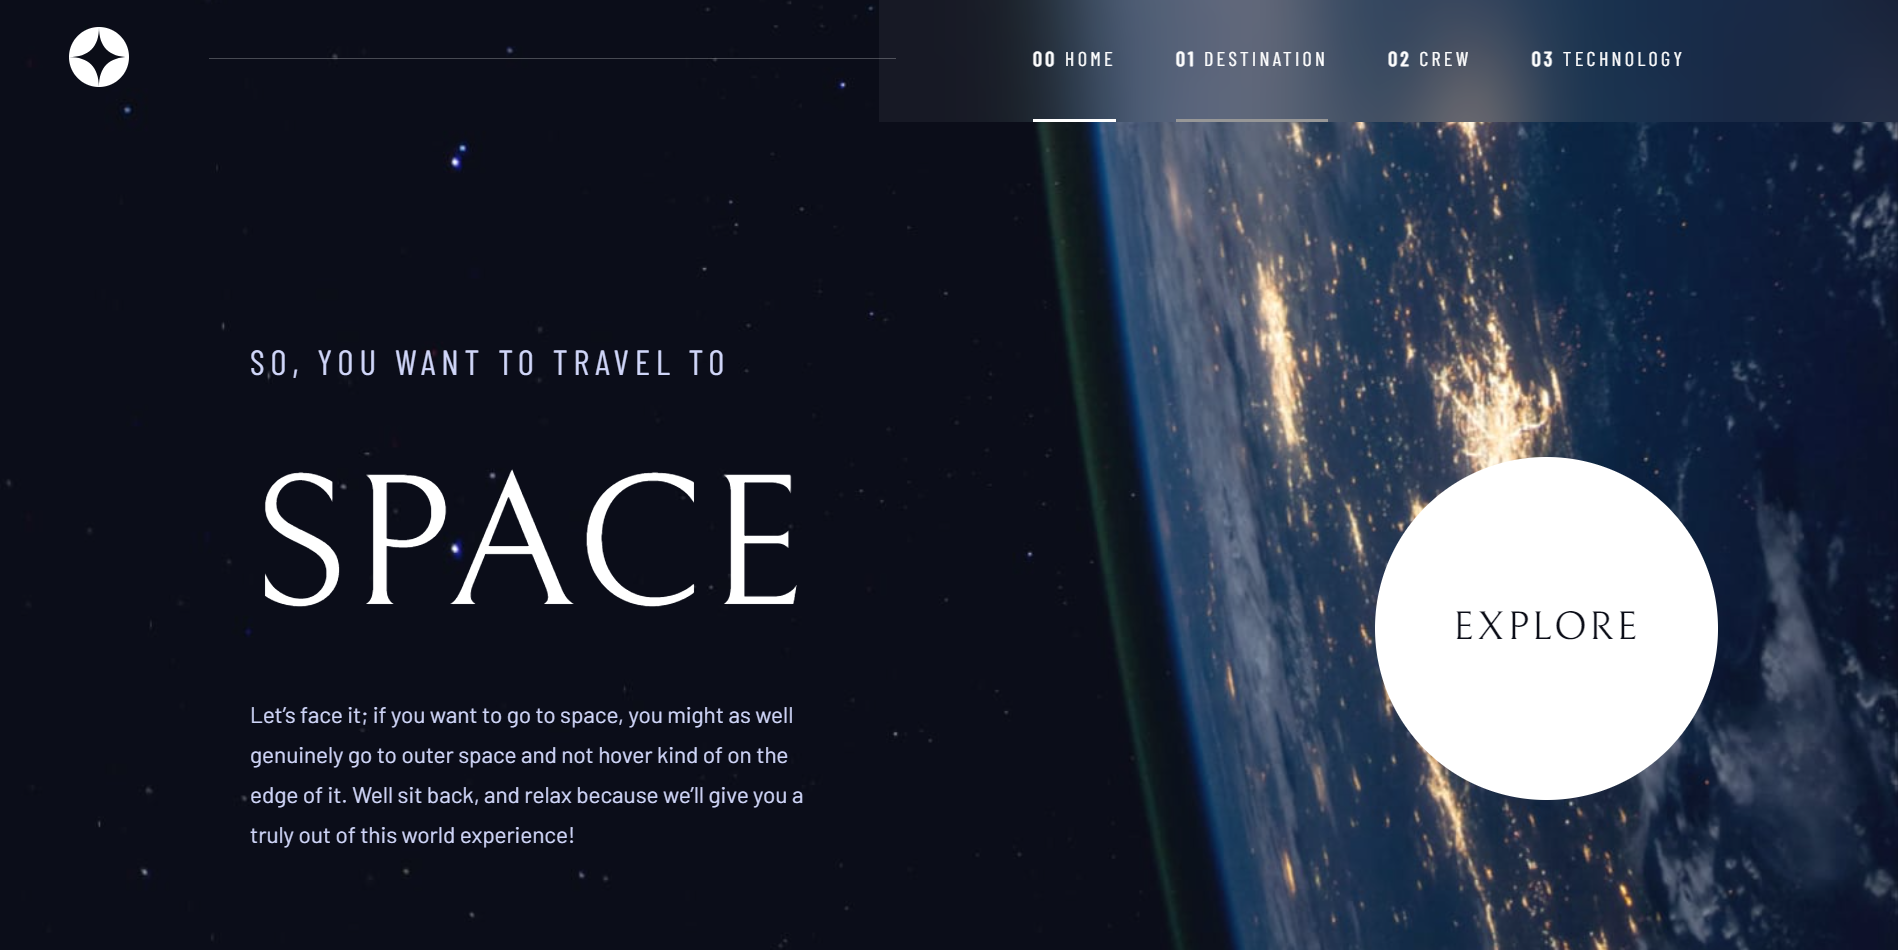 00 HOME 01 DESTINATION 02 CREW 03 TECHNOLOGY
SO, YOU WANT TO TRAVEL TO
SPACE
EXPLORE
Let’s face it; if you want to go to space, you might as well
genuinely go to outer space and not hover kind of on the
edge of it. Well sit back, and relax because we’ll give you a
truly out of this world experience!